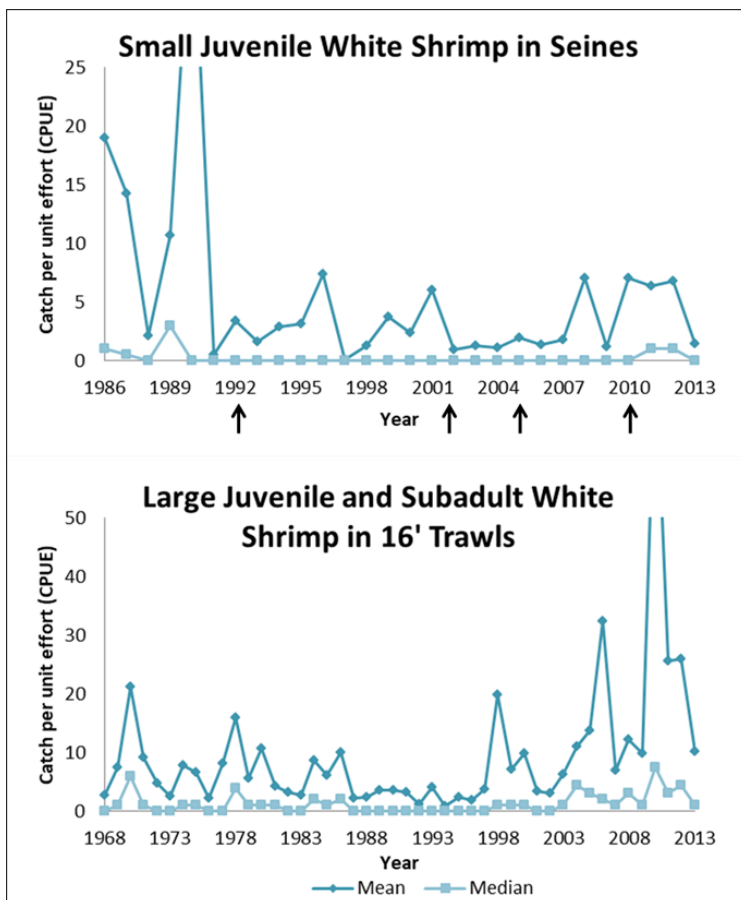 Small Juvenile White Shrimp in Seines
Catch per unit effort (CPUE)
25
20
15
10
5
0
1986 1989 1992 1995 1998 2001 2004 2007 2010 2013
Year
Large Juvenile and Subadult White
Shrimp in 16' Trawls
Catch per unit effort (CPUE)
50
40
30
20
10
0
1968 1973 1978 1983 1988 1993 1998 2003 2008 2013
Year
Mean Median